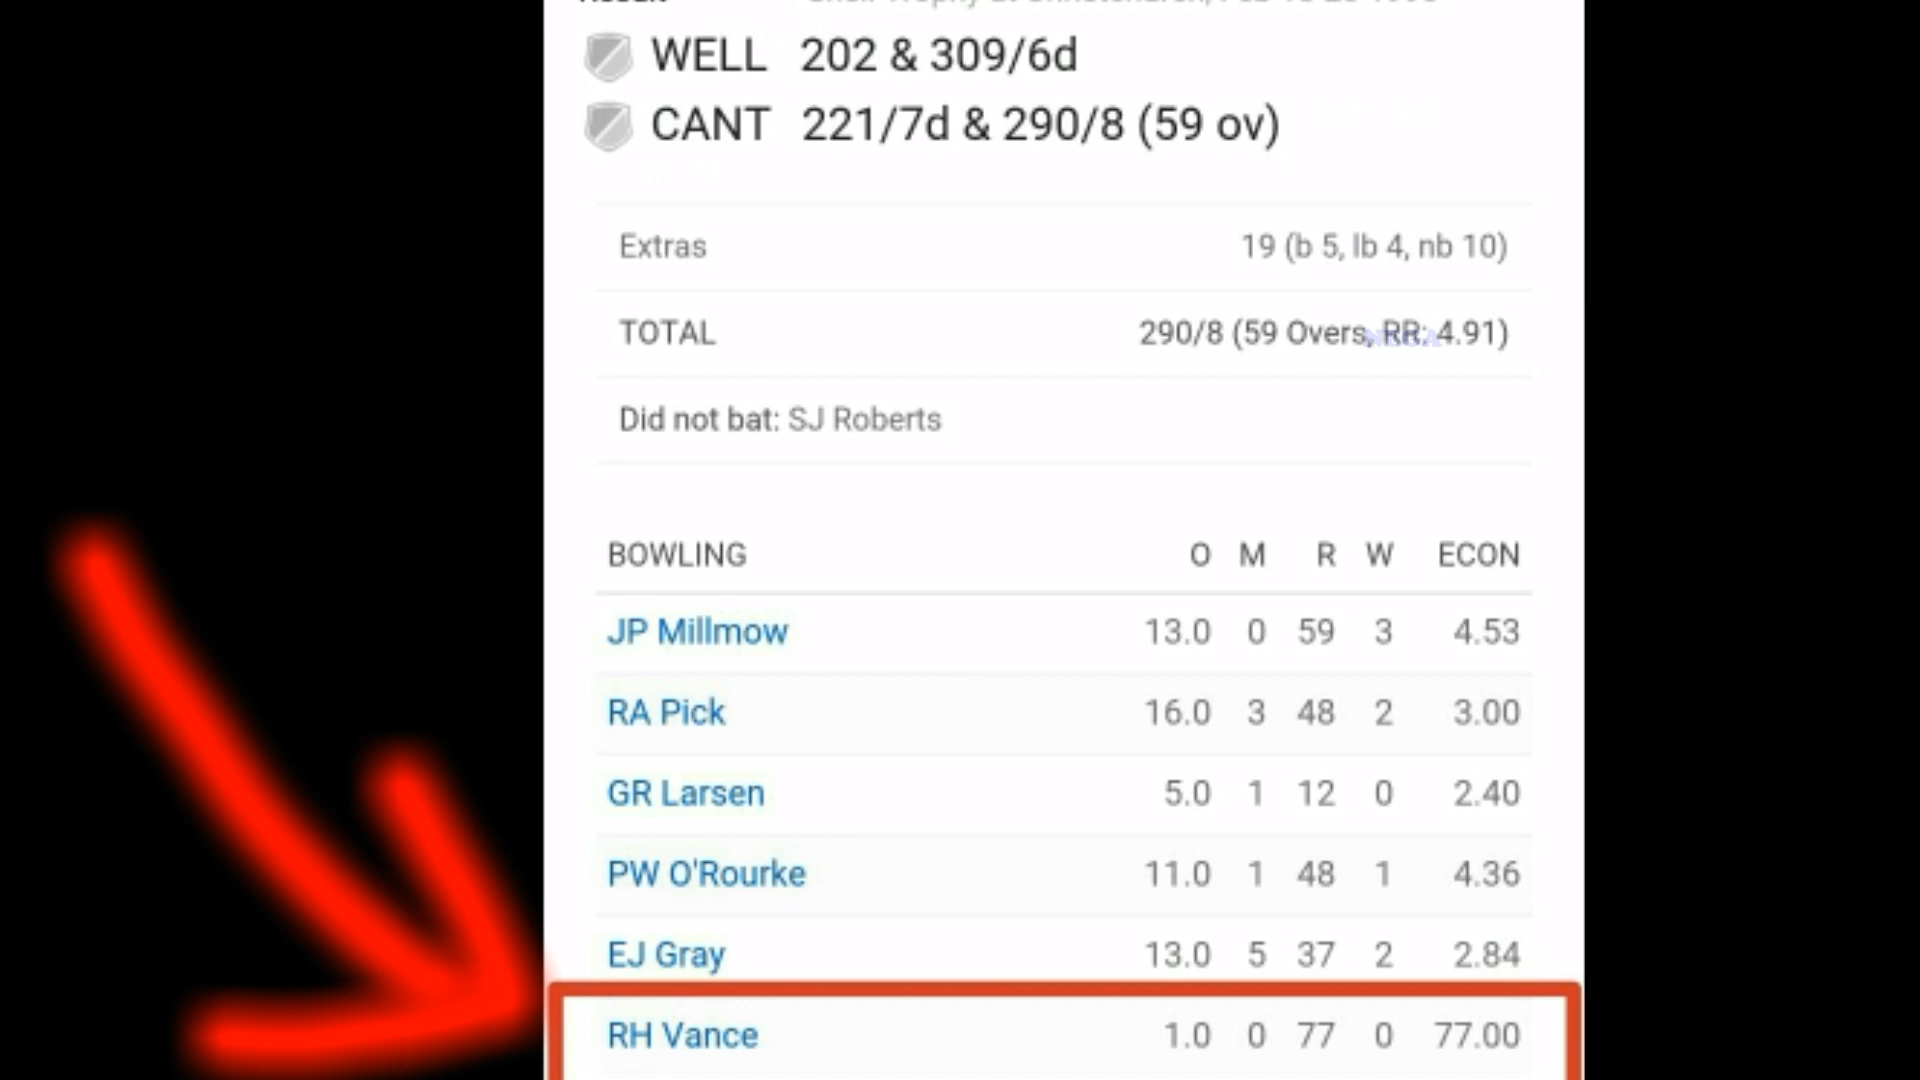 WELL 202 & 309/6d
CANT 221/7d & 290/8 (59 ov)
Extras 19 (b 5, lb 4, nb 10)
TOTAL 290/8 (59 Overs, RR: 4.91)
Did not bat: SJ Roberts
BOWLING O M R W ECON
JP Millmow 13.0 0 59 3 4.53
RA Pick 16.0 3 48 2 3.00
GR Larsen 5.0 1 12 0 2.40
PW O'Rourke 11.0 1 48 1 4.36
EJ Gray 13.0 5 37 2 2.84
RH Vance 1.0 0 77 0 77.00